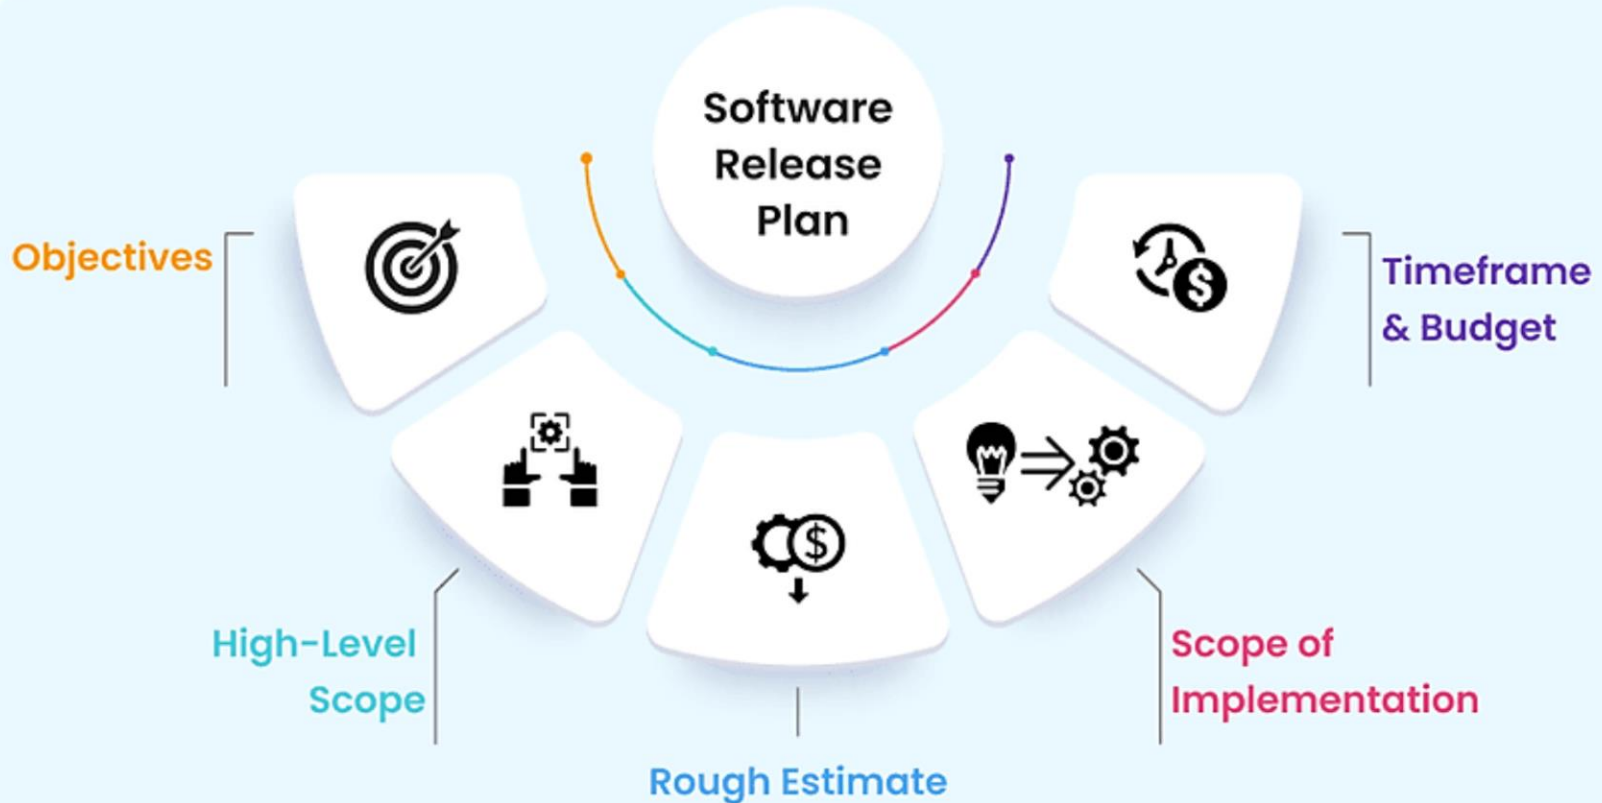 Software
Release
Plan
Objectives
High-Level
Scope
Rough Estimate
Scope of
Implementation
Timeframe
& Budget
$
$